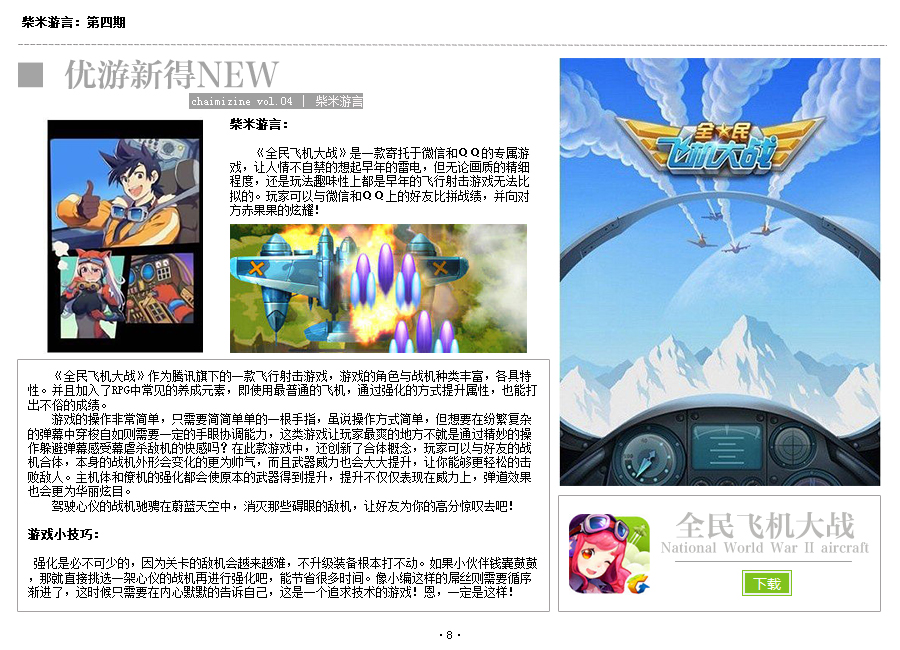 柴米游言：第四期
优游新得NEW
chaimizine vol.04 | 柴米游言
柴米游言：
《全民飞机大战》是一款寄托于微信和QQ的专属游
戏，让人情不自禁的想起早年的雷电，但无论画质的精细
程度，还是玩法趣味性上都是早年的飞行射击游戏无法比
拟的。玩家可以与微信和QQ上的好友比拼战绩，并向对
方赤果果的炫耀！
《全民飞机大战》作为腾讯旗下的一款飞行射击游戏，游戏的角色与战机种类丰富，各具特
性。并且加入了RPG中常见的养成元素，即使用最普通的飞机，通过强化的方式提升属性，也能打
出不俗的成绩。
游戏的操作非常简单，只需要简简单单的一根手指，虽说操作方式简单，但想要在纷繁复杂
的弹幕中穿梭自如则需要一定的手眼协调能力，这类游戏让玩家最爽的地方不就是通过精妙的操
作躲避弹幕感受幕虐杀敌机的快感吗？在此款游戏中，还创新了合体概念，玩家可以与好友的战
机合体，本身的战机外形会变化的更为帅气，而且武器威力也会大大提升，让你能够更轻松的击
败敌人。主机体和僚机的强化都会使原本的武器得到提升，提升不仅仅表现在威力上，弹道效果
也会更为华丽炫目。
驾驶心仪的战机驰骋在蔚蓝天空中，消灭那些碍眼的敌机，让好友为你的高分惊叹去吧！
游戏小技巧：
强化是必不可少的，因为关卡的敌机会越来越难，不升级装备根本打不动。如果小伙伴钱囊鼓鼓
，那就直接挑选一架心仪的战机再进行强化吧，能节省很多时间。像小编这样的屌丝则需要循序
渐进了，这时候只需要在内心默默的告诉自己，这是一个追求技术的游戏！恩，一定是这样！
全民
飞机大战
全民飞机大战
National World War II aircraft
下载
·8·